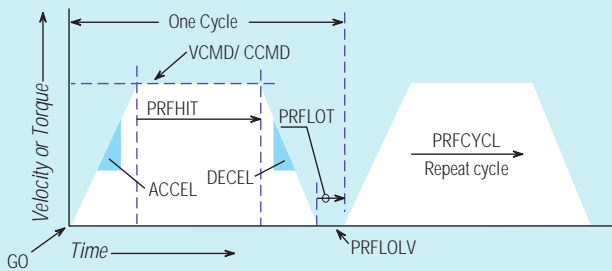 One Cycle
VCMD/ CCMD
PRFHIT
PRFLOT
PRFCYCL
Repeat cycle
ACCEL
DECEL
Velocity or Torque
GO
Time
PRFLOLV